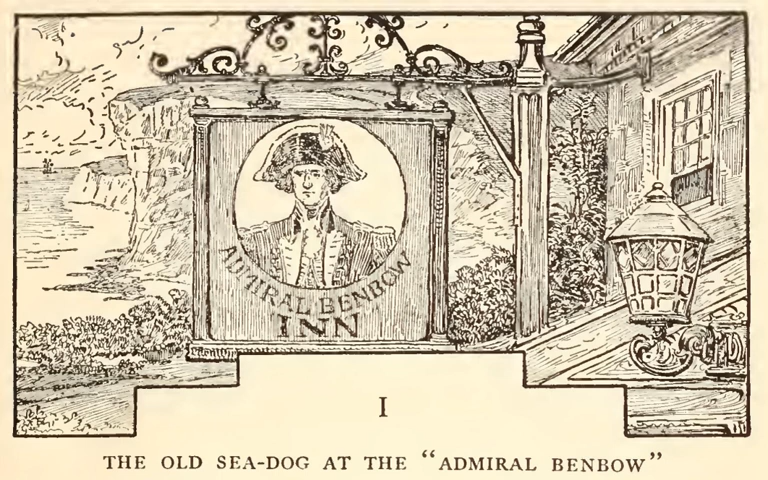 ADMIRAL BENBOW
INN
I
THE OLD SEA-DOG AT THE “ADMIRAL BENBOW”